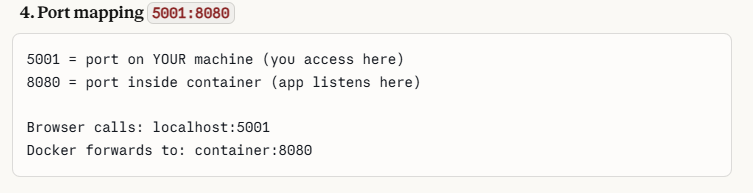 4. Port mapping 5001:8080
5001 = port on YOUR machine (you access here)
8080 = port inside container (app listens here)
Browser calls: localhost:5001
Docker forwards to: container:8080